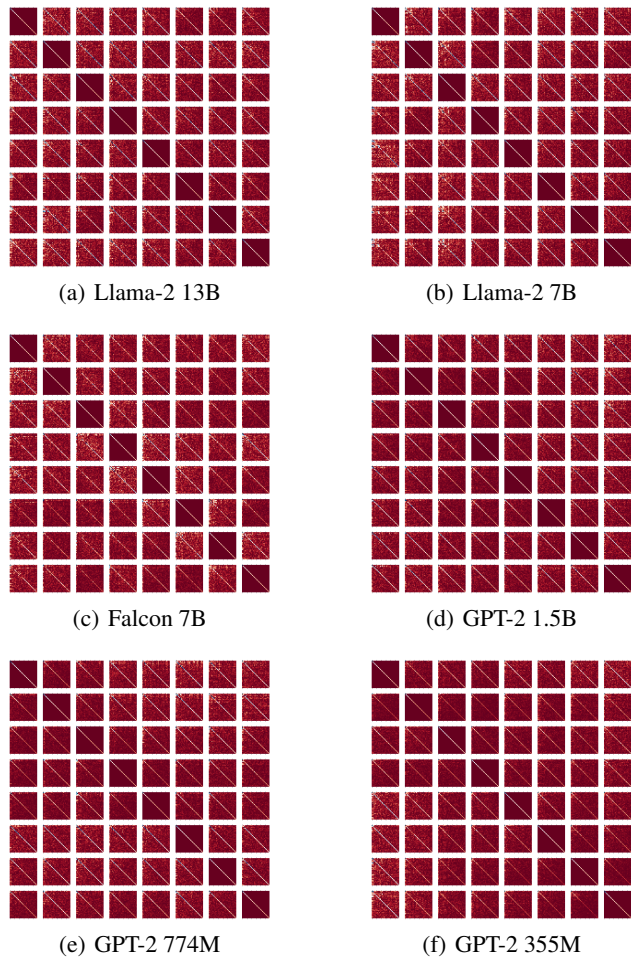 (a) Llama-2 13B
(b) Llama-2 7B
(c) Falcon 7B
(d) GPT-2 1.5B
(e) GPT-2 774M
(f) GPT-2 355M